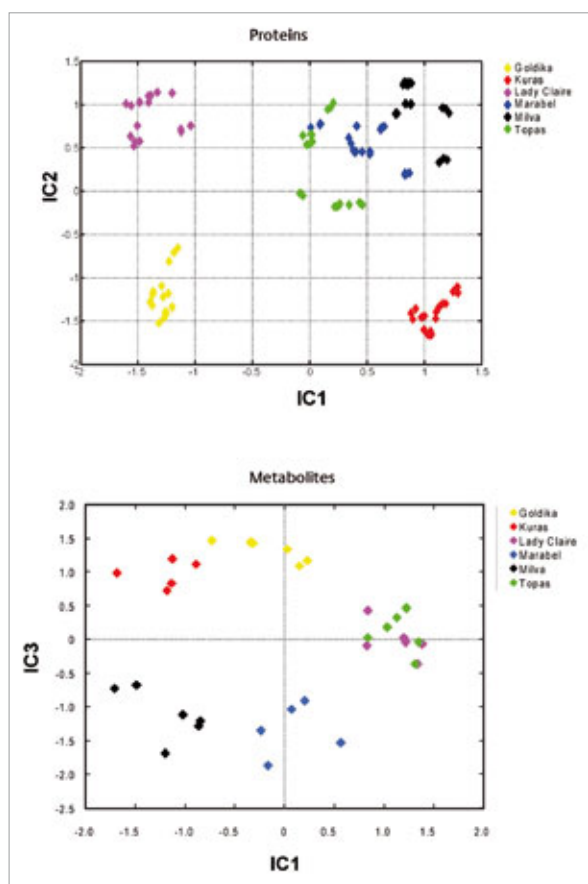 Proteins
Goldika
Kuras
Lady Claire
Marabel
Milva
Topas
1.5
1
0.5
0
-0.5
-1
-1.5
-2
IC2
-2 -1.5 -1 -0.5 0 0.5 1 1.5
IC1
Metabolites
Goldika
Kuras
Lady Claire
Marabel
Milva
Topas
2.0
1.5
1.0
0.5
0
-0.5
-1.0
-1.5
-2.0
-2.5
IC3
-2.0 -1.5 -1.0 -0.5 0 0.5 1.0 1.5 2.0
IC1